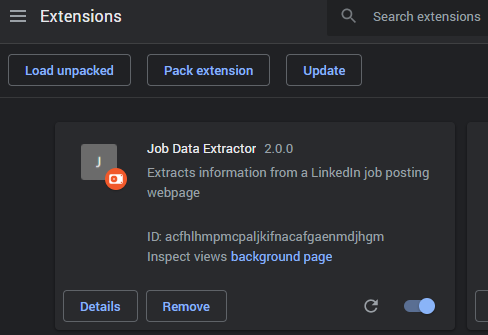 Extensions
Search extensions
Load unpacked
Pack extension
Update
J
Job Data Extractor 2.0.0
Extracts information from a LinkedIn job posting
webpage
ID: acfhlhmpmcpaljkifnacafgaenmdjhgm
Inspect views background page
Details
Remove